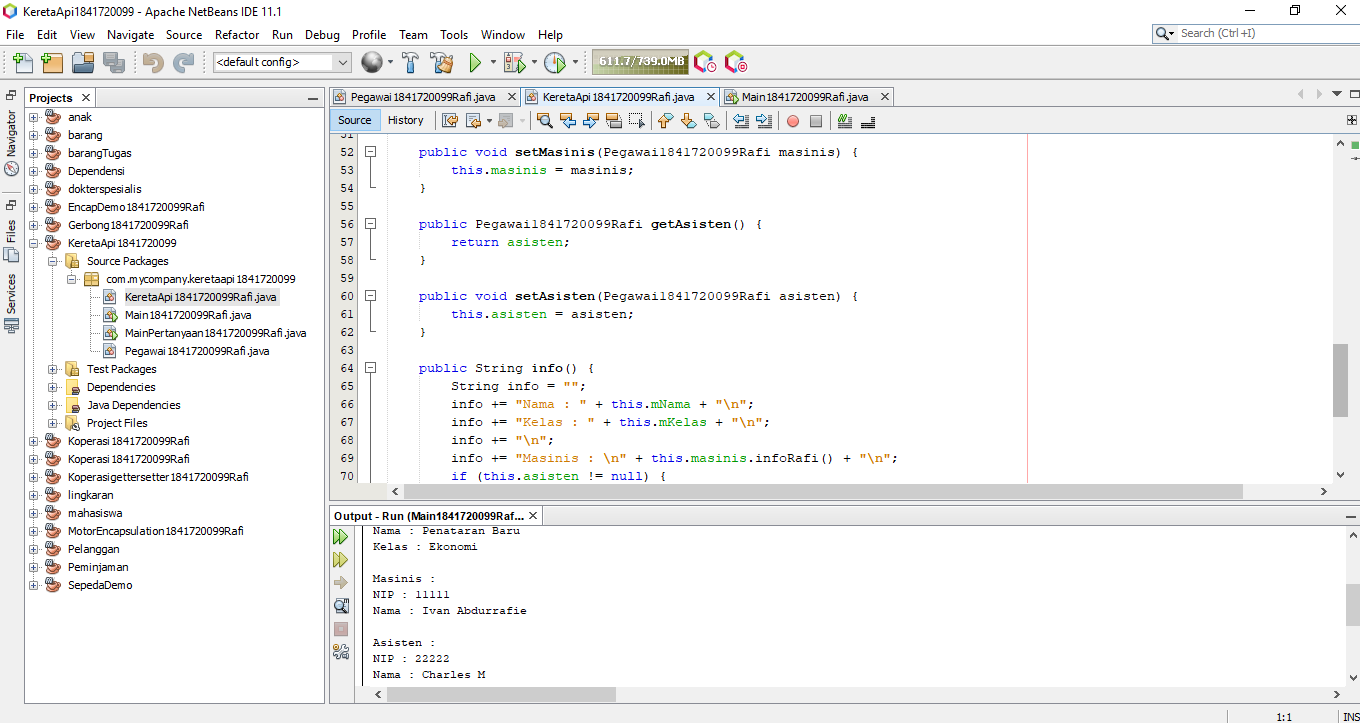 KeretaApi1841720099 - Apache NetBeans IDE 11.1
File Edit View Navigate Source Refactor Run Debug Profile Team Tools Window Help
Search (Ctrl+I)
<default config>
611.7/739.0MB
Projects
Pegawai1841720099Rafi.java
KeretaApi1841720099Rafi.java
Main1841720099Rafi.java
Source History
Navigator
Files
Services
anak
barang
barangTugas
Dependensi
dokterspesialis
EncapDemo1841720099Rafi
Gerbong1841720099Rafi
KeretaApi1841720099
Source Packages
com.mycompany.keretaapi1841720099
KeretaApi1841720099Rafi.java
Main1841720099Rafi.java
MainPertanyaan1841720099Rafi.java
Pegawai1841720099Rafi.java
Test Packages
Dependencies
Java Dependencies
Project Files
Koperasi1841720099Rafi
Koperasi1841720099Rafi
Koperasigettersetter1841720099Rafi
lingkaran
mahasiswa
MotorEncapsulation1841720099Rafi
Pelanggan
Peminjaman
SepedaDemo
51
52 public void setMasinis(Pegawai1841720099Rafi masinis) {
53 this.masinis = masinis;
54 }
55
56 public Pegawai1841720099Rafi getAsisten() {
57 return asisten;
58 }
59
60 public void setAsisten(Pegawai1841720099Rafi asisten) {
61 this.asisten = asisten;
62 }
63
64 public String info() {
65 String info = "";
66 info += "Nama : " + this.mNama + "\n";
67 info += "Kelas : " + this.mKelas + "\n";
68 info += "\n";
69 info += "Masinis : \n" + this.masinis.infoRafi() + "\n";
70 if (this.asisten != null) {
Output - Run (Main1841720099Raf...
Nama : Penataran Baru
Kelas : Ekonomi
Masinis :
NIP : 11111
Nama : Ivan Abdurrafie
Asisten :
NIP : 22222
Nama : Charles M
1:1
INS